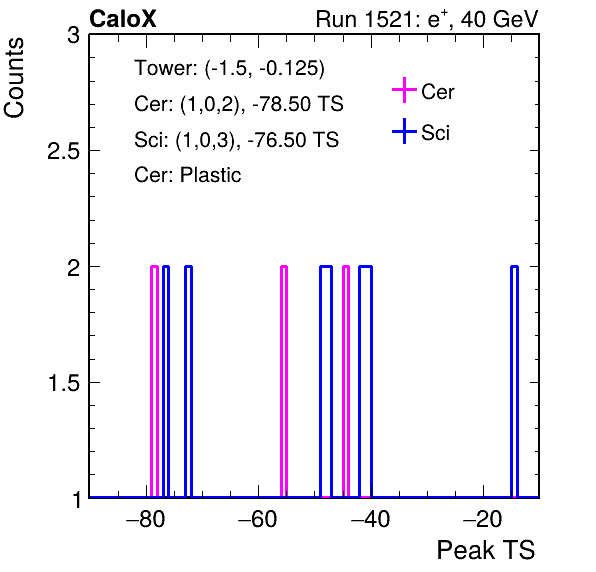 CaloX Run 1521: e⁺, 40 GeV
Counts
3
2.5
2
1.5
1
Tower: (-1.5, -0.125)
Cer: (1,0,2), -78.50 TS
Sci: (1,0,3), -76.50 TS
Cer: Plastic
Cer
Sci
−80 −60 −40 −20
Peak TS